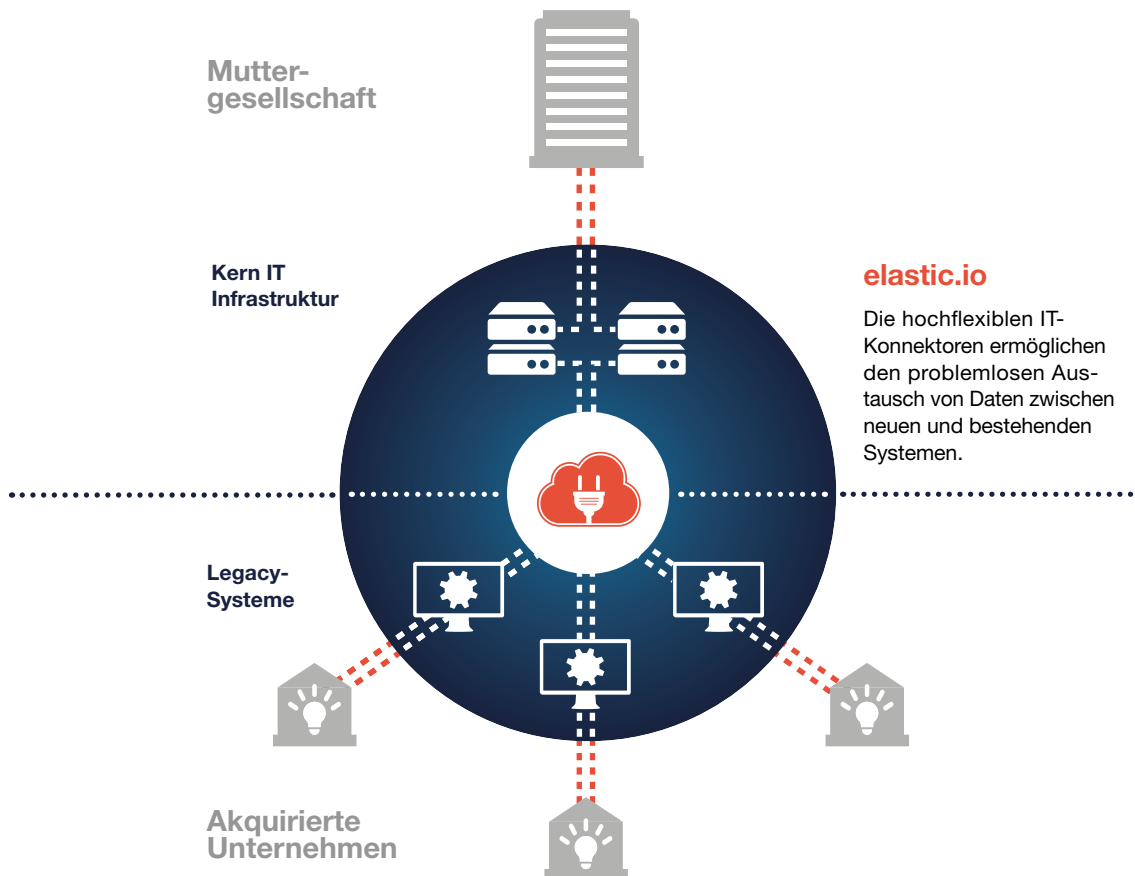 Mutter-
gesellschaft
Kern IT
Infrastruktur
elastic.io
Die hochflexiblen IT-
Konnektoren ermöglichen
den problemlosen Aus-
tausch von Daten zwischen
neuen und bestehenden
Systemen.
Legacy-
Systeme
Akquirierte
Unternehmen